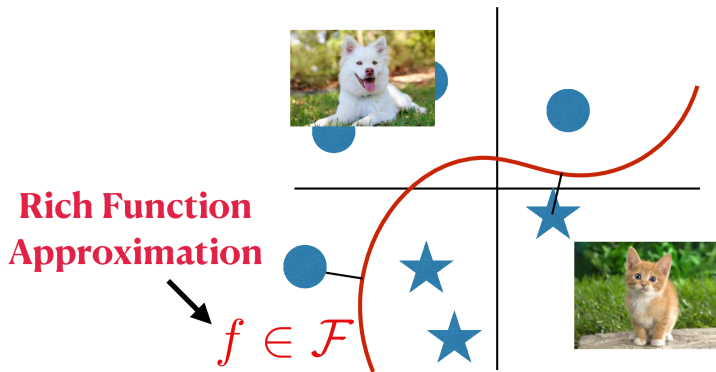 Rich Function
Approximation
f ∈ ℱ